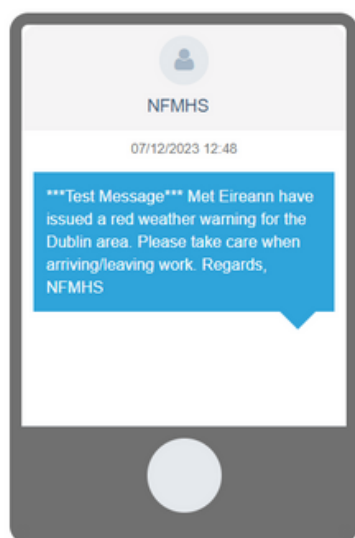 NFMHS
07/12/2023 12:48
***Test Message*** Met Eireann have
issued a red weather warning for the
Dublin area. Please take care when
arriving/leaving work. Regards,
NFMHS